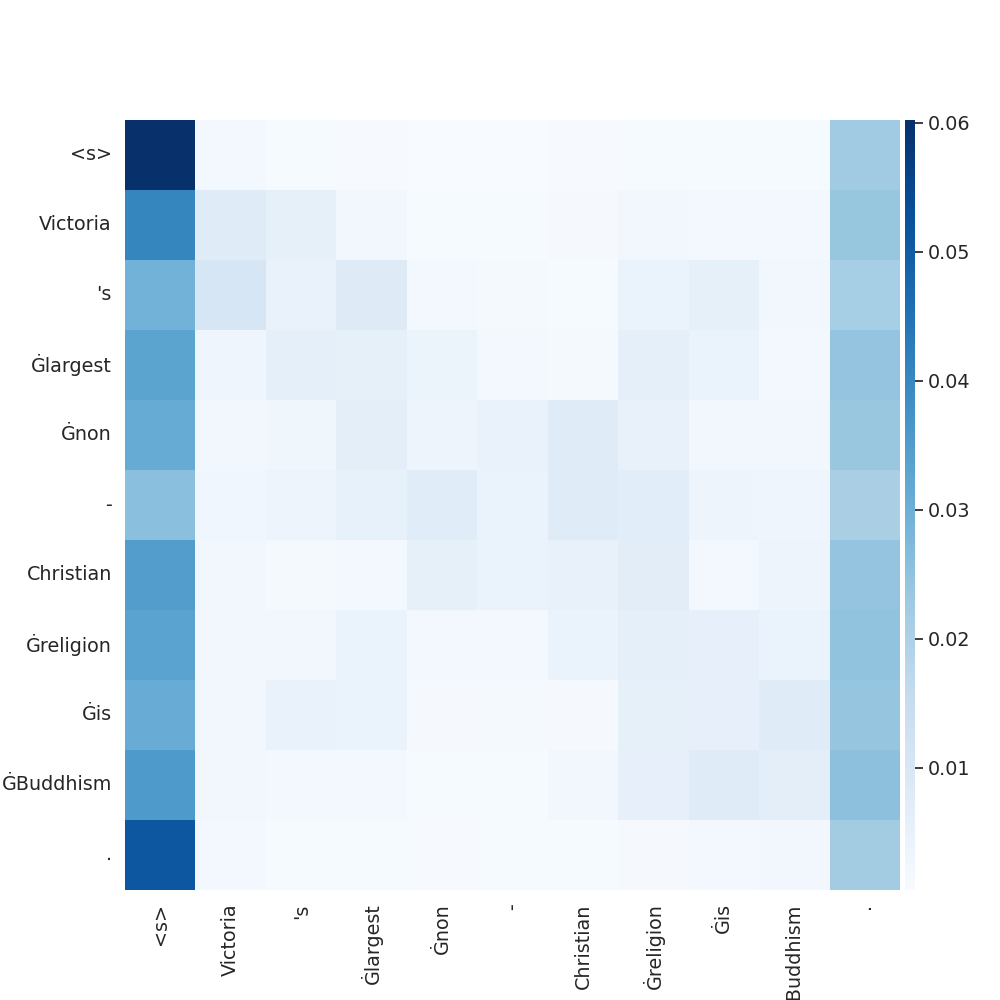 <s>
Victoria
's
Ġlargest
Ġnon
-
Christian
Ġreligion
Ġis
ĠBuddhism
.
0.06
0.05
0.04
0.03
0.02
0.01
<s>
Victoria
's
Ġlargest
Ġnon
-
Christian
Ġreligion
Ġis
Buddhism
.